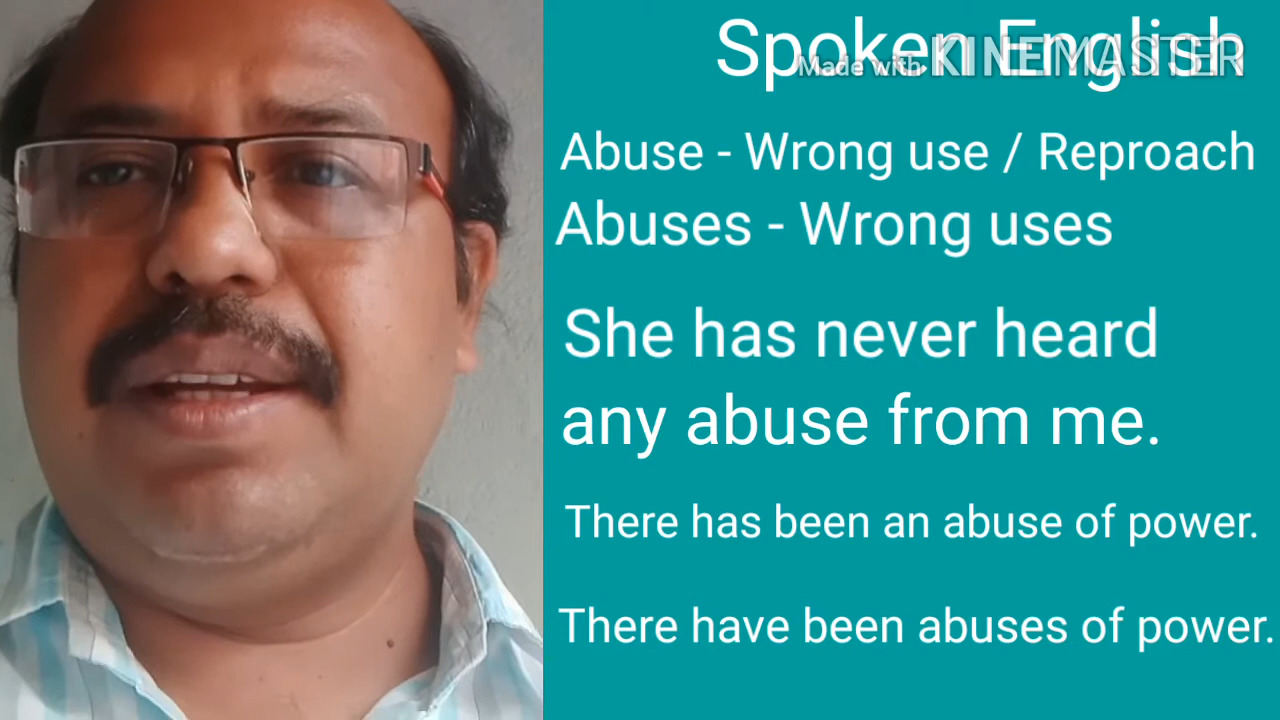 Spoken English
Made with KINEMASTER
Abuse - Wrong use / Reproach
Abuses - Wrong uses
She has never heard
any abuse from me.
There has been an abuse of power.
There have been abuses of power.